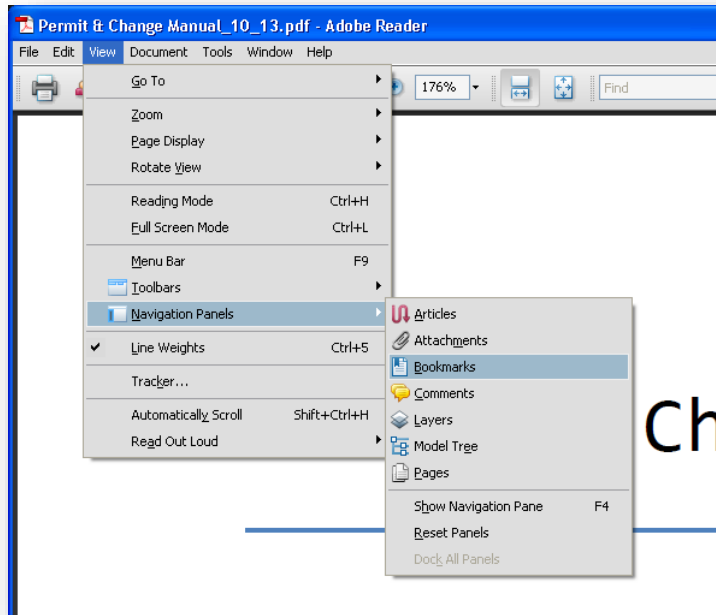 Permit & Change Manual_10_13.pdf - Adobe Reader
File Edit View Document Tools Window Help
176% Find
Go To
Zoom
Page Display
Rotate View
Reading Mode Ctrl+H
Full Screen Mode Ctrl+L
Menu Bar F9
Toolbars
Navigation Panels
Line Weights Ctrl+5
Tracker...
Automatically Scroll Shift+Ctrl+H
Read Out Loud
Articles
Attachments
Bookmarks
Comments
Layers
Model Tree
Pages
Show Navigation Pane F4
Reset Panels
Dock All Panels
Ch